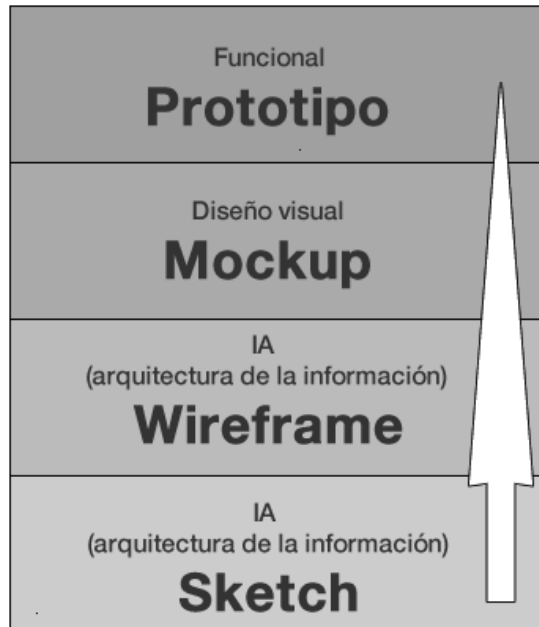 Funcional
Prototipo
Diseño visual
Mockup
IA
(arquitectura de la información)
Wireframe
IA
(arquitectura de la información)
Sketch